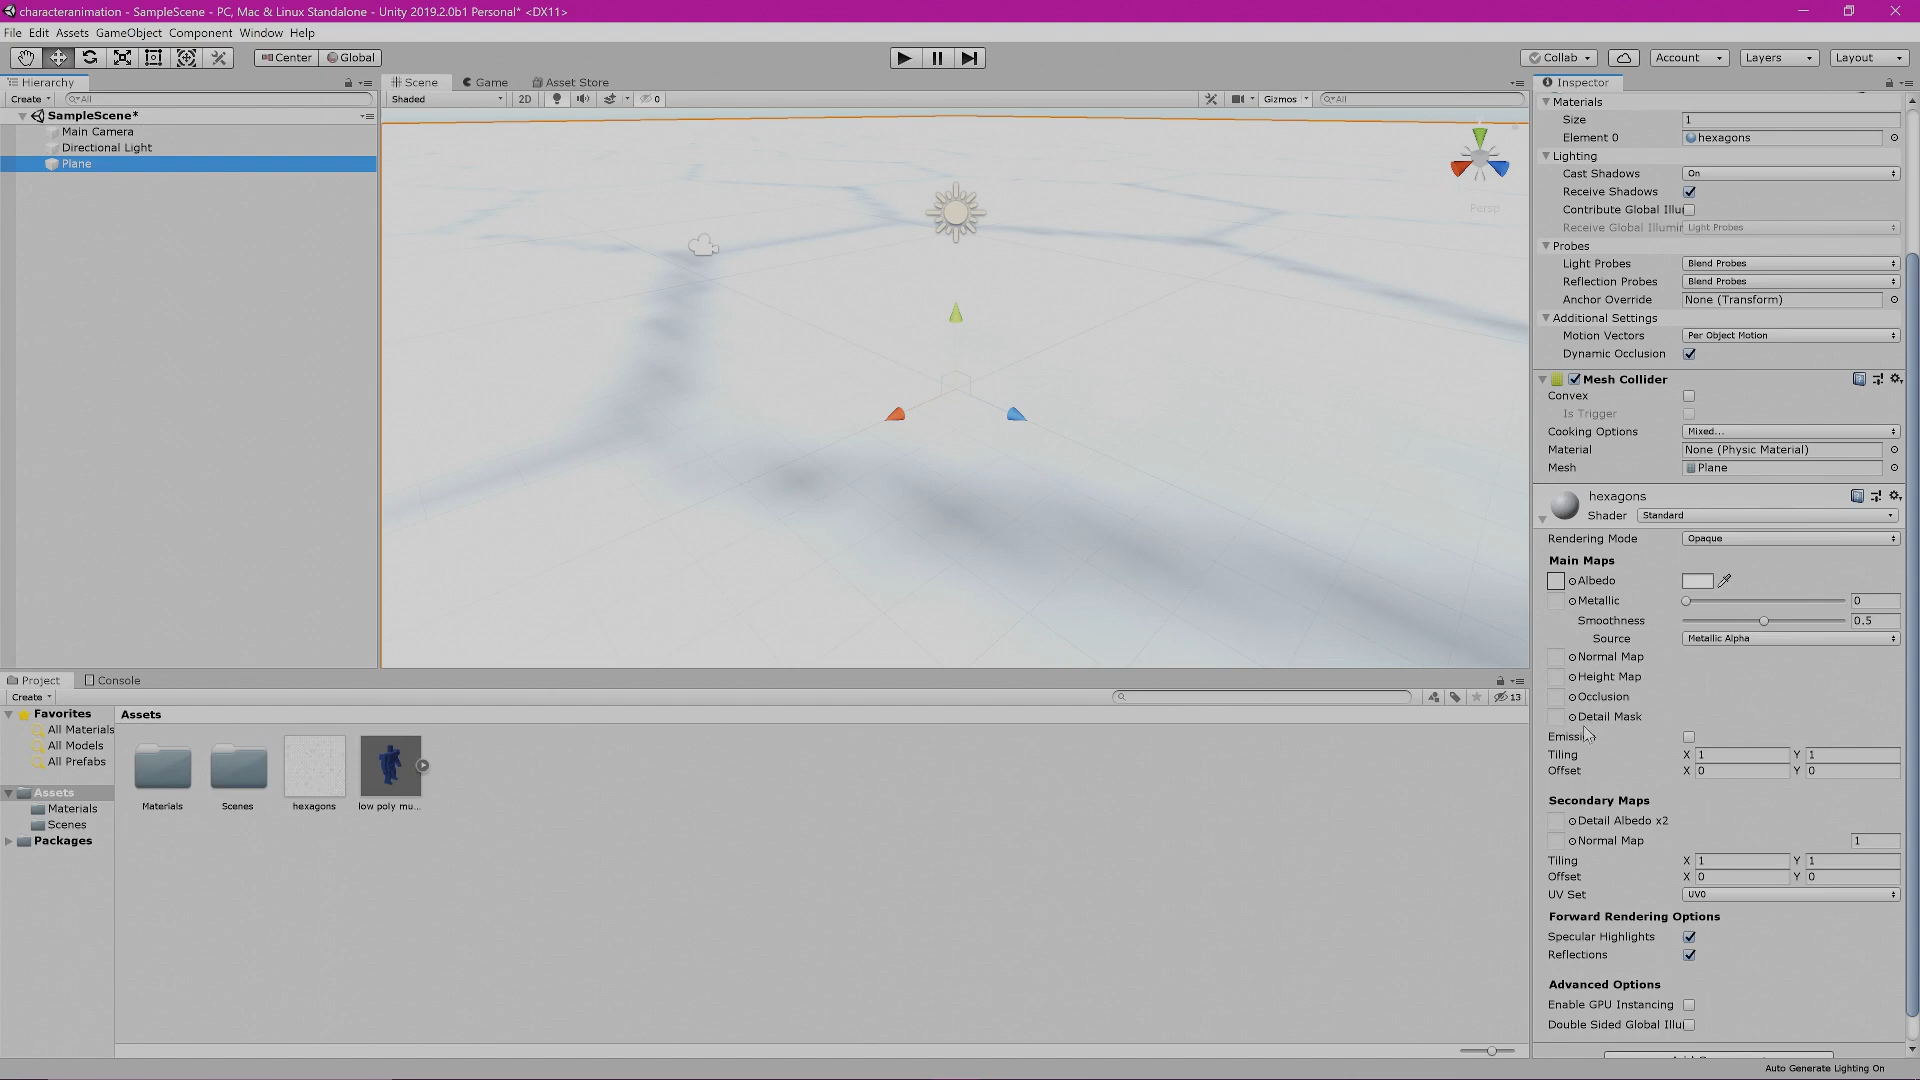 characteranimation - SampleScene - PC, Mac & Linux Standalone - Unity 2019.2.0b1 Personal* <DX11>
File Edit Assets GameObject Component Window Help
Center Global Collab Account Layers Layout
Hierarchy
Create All
SampleScene*
Main Camera
Directional Light
Plane
Scene Game Asset Store
Shaded 2D 0 Gizmos All
Persp
Inspector
Materials
Size 1
Element 0 hexagons
Lighting
Cast Shadows On
Receive Shadows
Contribute Global Illu
Receive Global Illumin Light Probes
Probes
Light Probes Blend Probes
Reflection Probes Blend Probes
Anchor Override None (Transform)
Additional Settings
Motion Vectors Per Object Motion
Dynamic Occlusion
Mesh Collider
Convex
Is Trigger
Cooking Options Mixed...
Material None (Physic Material)
Mesh Plane
hexagons
Shader Standard
Rendering Mode Opaque
Main Maps
Albedo
Metallic 0
Smoothness 0.5
Source Metallic Alpha
Normal Map
Height Map
Occlusion
Detail Mask
Tiling X 1 Y 1
Offset X 0 Y 0
Secondary Maps
Detail Albedo x2
Normal Map 1
Tiling X 1 Y 1
Offset X 0 Y 0
UV Set UV0
Forward Rendering Options
Specular Highlights
Reflections
Advanced Options
Enable GPU Instancing
Double Sided Global Illu
Project Console
Create 13
Favorites
All Materials
All Models
All Prefabs
Assets
Materials
Scenes
Packages
Assets
Materials Scenes hexagons low poly mu...
Auto Generate Lighting On